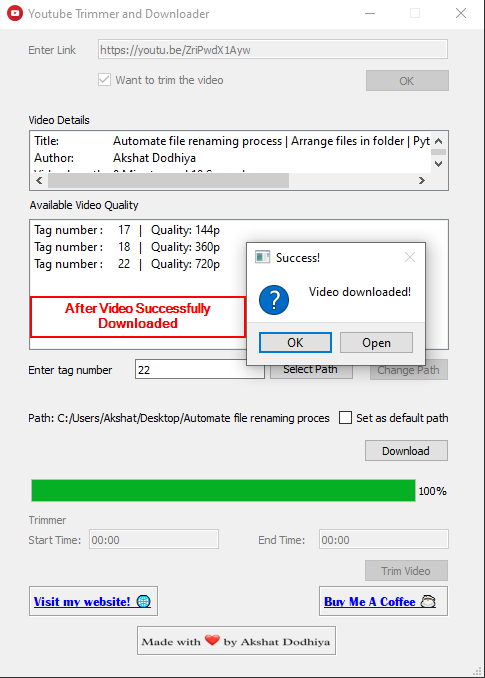 Youtube Trimmer and Downloader
Enter Link
https://youtu.be/ZriPwdX1Ayw
Want to trim the video
OK
Video Details
Title: Automate file renaming process | Arrange files in folder | Pyt
Author: Akshat Dodhiya
Available Video Quality
Tag number : 17 | Quality: 144p
Tag number : 18 | Quality: 360p
Tag number : 22 | Quality: 720p
After Video Successfully
Downloaded
Success!
Video downloaded!
OK
Open
Enter tag number
22
Select Path
Change Path
Path: C:/Users/Akshat/Desktop/Automate file renaming proces
Set as default path
Download
100%
Trimmer
Start Time:
00:00
End Time:
00:00
Trim Video
Visit my website!
Buy Me A Coffee
Made with ❤️ by Akshat Dodhiya